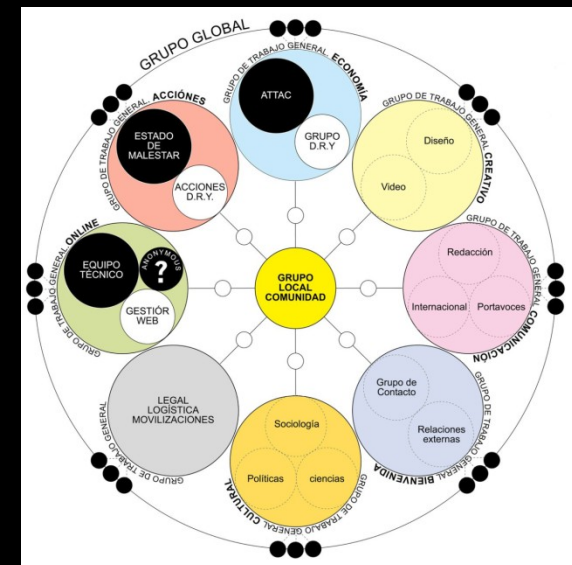 GRUPO GLOBAL
GRUPO DE TRABAJO GENERAL. ECONOMÍA
ATTAC
GRUPO
D.R.Y
GRUPO DE TRABAJO GENERAL CREATIVO
Diseño
Video
GRUPO DE TRABAJO GENERAL COMUNICACIÓN
Redacción
Internacional
Portavoces
GRUPO DE TRABAJO GENERAL BIENVENIDA
Grupo de
Contacto
Relaciones
externas
GRUPO DE TRABAJO GENERAL CULTURAL
Sociología
Políticas
ciencias
GRUPO DE TRABAJO GENERAL
LEGAL
LOGÍSTICA
MOVILIZACIONES
GRUPO DE TRABAJO GENERAL ONLINE
EQUIPO
TÉCNICO
ANONYMOUS
?
GESTIÓR
WEB
GRUPO DE TRABAJO GENERAL. ACCIÓNES
ESTADO
DE
MALESTAR
ACCIONES
D.R.Y.
GRUPO
LOCAL
COMUNIDAD